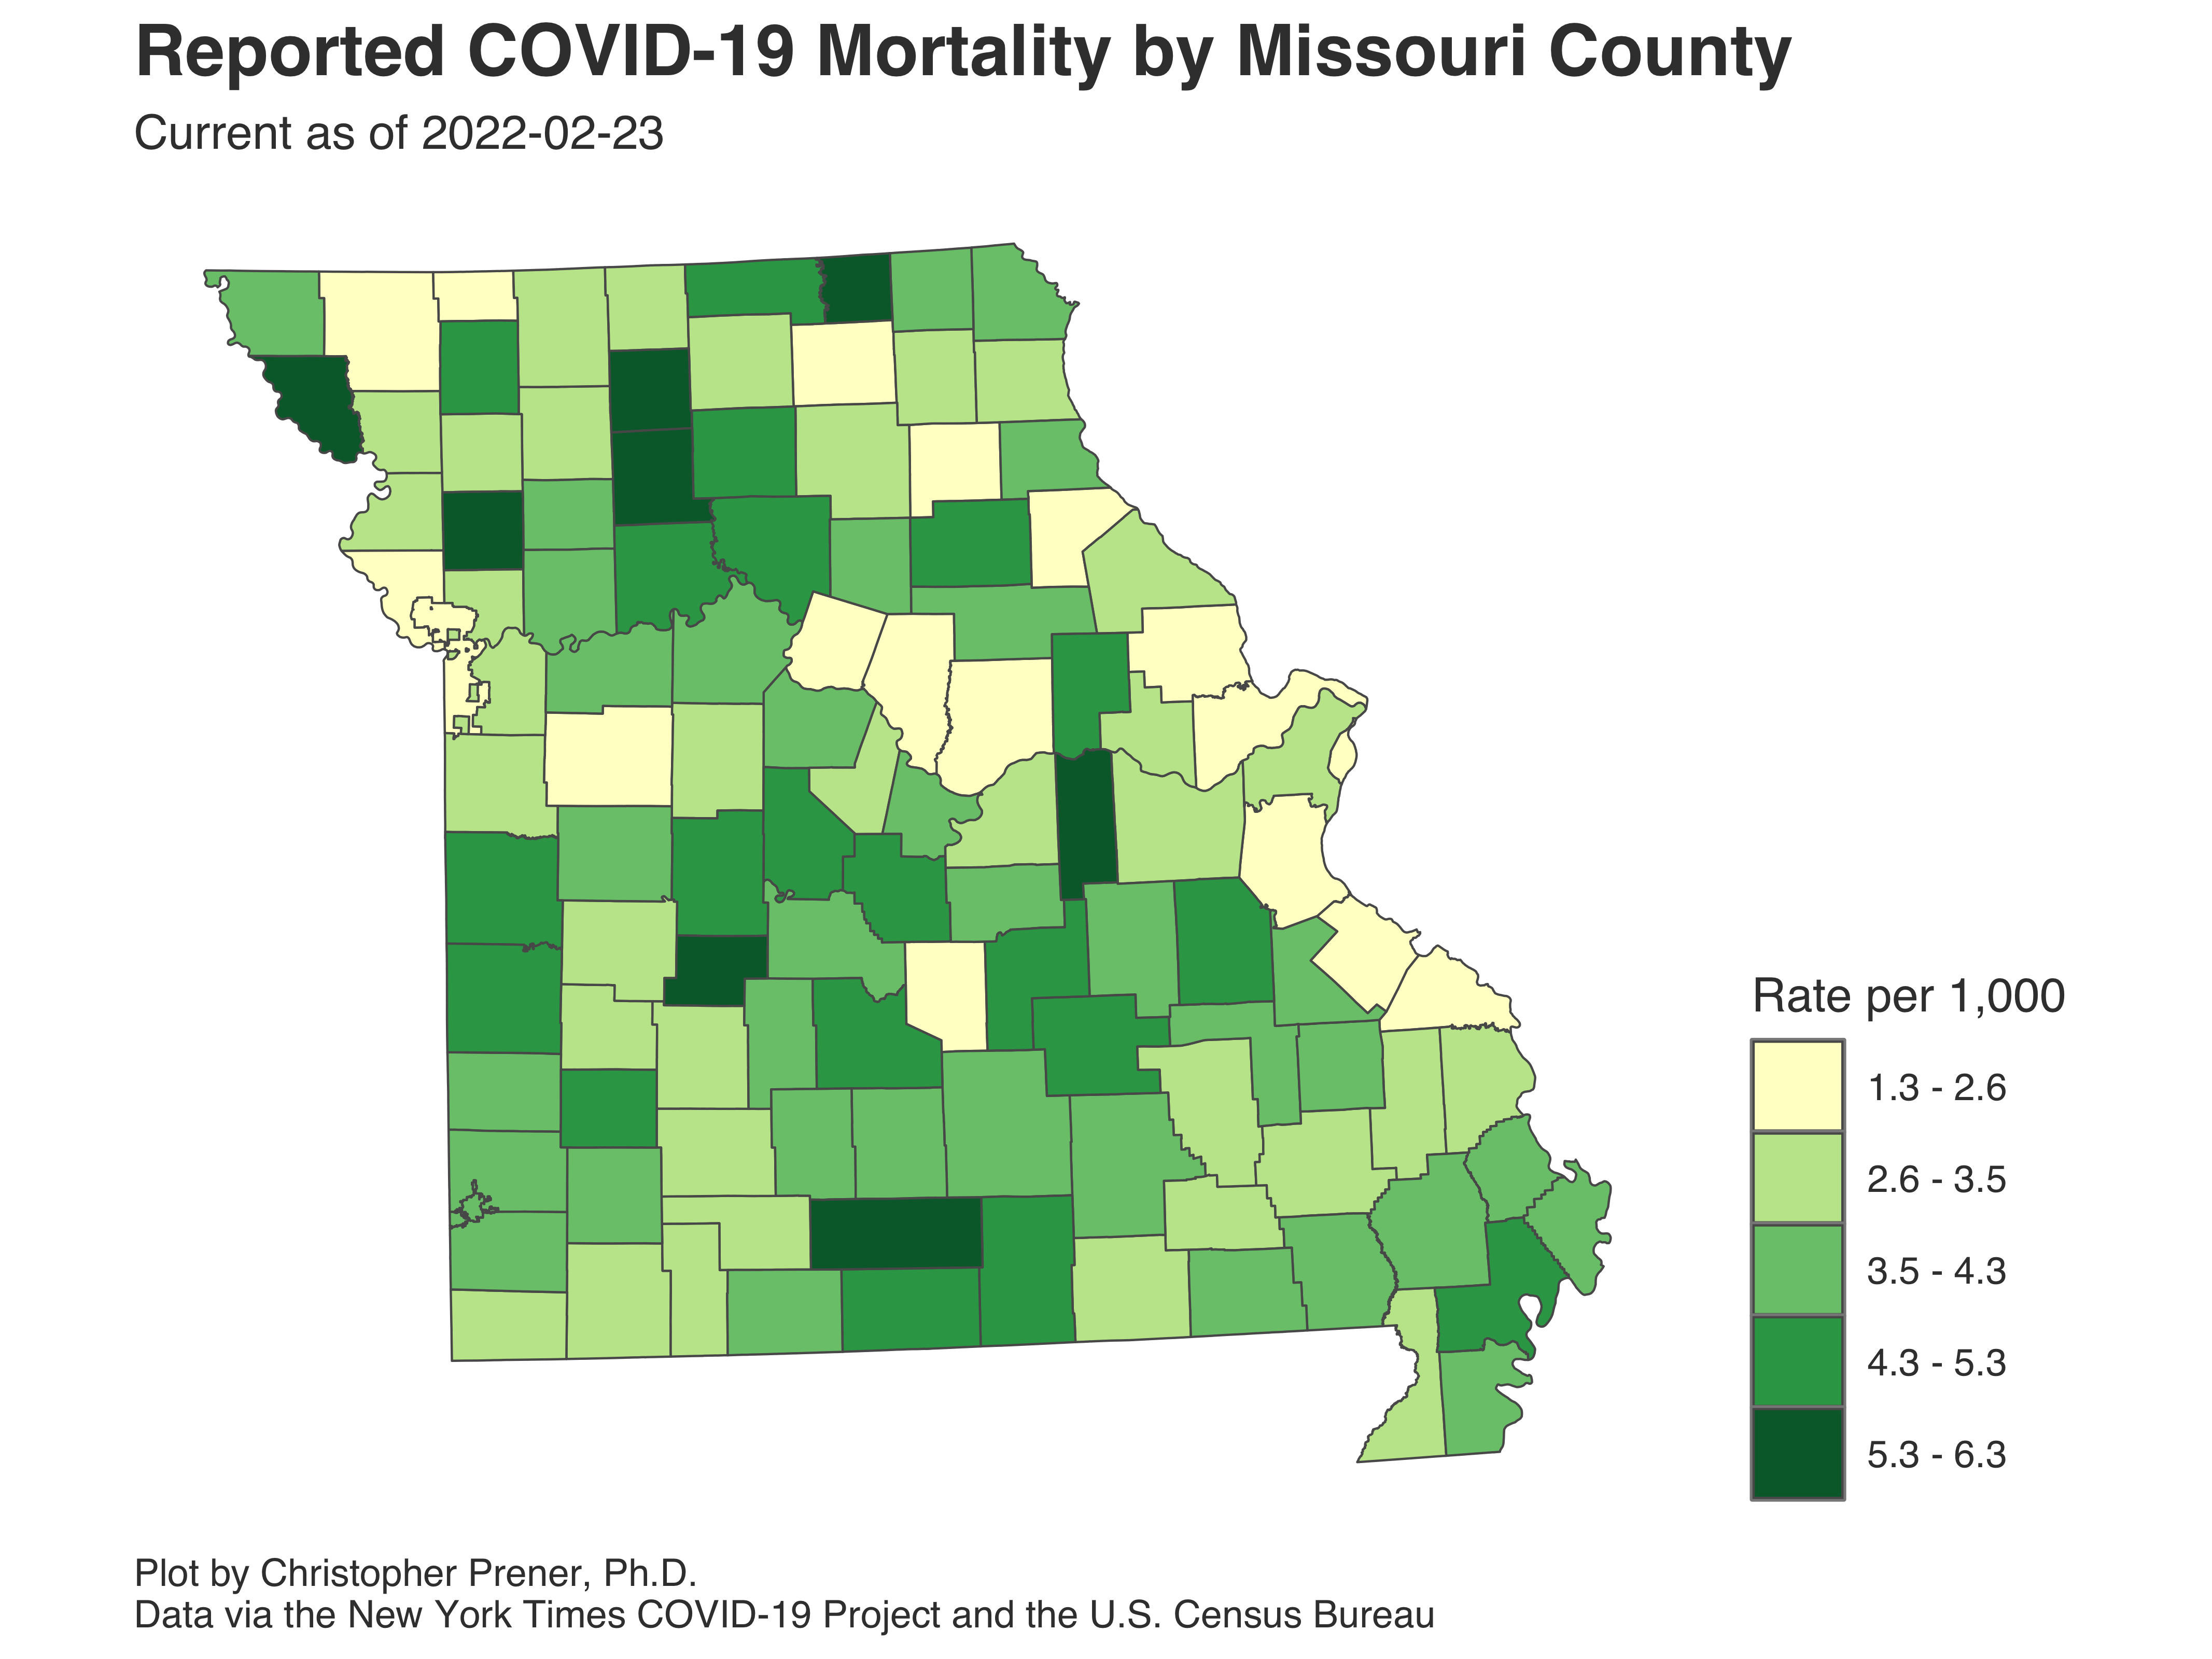 Reported COVID-19 Mortality by Missouri County
Current as of 2022-02-23
Rate per 1,000
1.3 - 2.6
2.6 - 3.5
3.5 - 4.3
4.3 - 5.3
5.3 - 6.3
Plot by Christopher Prener, Ph.D.
Data via the New York Times COVID-19 Project and the U.S. Census Bureau